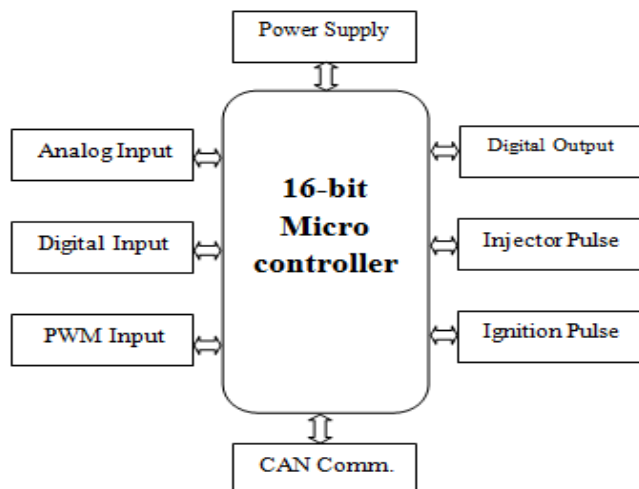 Power Supply
Analog Input
Digital Input
PWM Input
16-bit
Micro
controller
Digital Output
Injector Pulse
Ignition Pulse
CAN Comm.